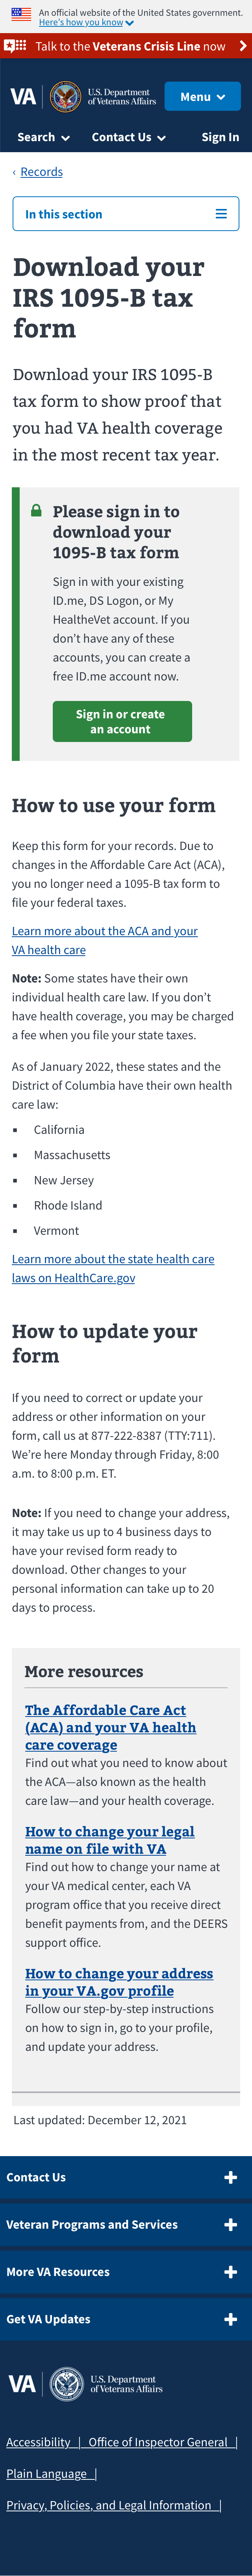 An official website of the United States government.
Here's how you know
Talk to the Veterans Crisis Line now
VA
U.S. Department
of Veterans Affairs
Menu
Search
Contact Us
Sign In
‹ Records
In this section
Download your
IRS 1095-B tax
form
Download your IRS 1095-B
tax form to show proof that
you had VA health coverage
in the most recent tax year.
Please sign in to
download your
1095-B tax form
Sign in with your existing
ID.me, DS Logon, or My
HealtheVet account. If you
don't have any of these
accounts, you can create a
free ID.me account now.
Sign in or create
an account
How to use your form
Keep this form for your records. Due to
changes in the Affordable Care Act (ACA),
you no longer need a 1095-B tax form to
file your federal taxes.
Learn more about the ACA and your
VA health care
Note: Some states have their own
individual health care law. If you don't
have health coverage, you may be charged
a fee when you file your state taxes.
As of January 2022, these states and the
District of Columbia have their own health
care law:
▪ California
▪ Massachusetts
▪ New Jersey
▪ Rhode Island
▪ Vermont
Learn more about the state health care
laws on HealthCare.gov
How to update your
form
If you need to correct or update your
address or other information on your
form, call us at 877-222-8387 (TTY:711).
We're here Monday through Friday, 8:00
a.m. to 8:00 p.m. ET.
Note: If you need to change your address,
it may take us up to 4 business days to
have your revised form ready to
download. Other changes to your
personal information can take up to 20
days to process.
More resources
The Affordable Care Act
(ACA) and your VA health
care coverage
Find out what you need to know about
the ACA—also known as the health
care law—and your health coverage.
How to change your legal
name on file with VA
Find out how to change your name at
your VA medical center, each VA
program office that you receive direct
benefit payments from, and the DEERS
support office.
How to change your address
in your VA.gov profile
Follow our step-by-step instructions
on how to sign in, go to your profile,
and update your address.
Last updated: December 12, 2021
Contact Us
Veteran Programs and Services
More VA Resources
Get VA Updates
VA
U.S. Department
of Veterans Affairs
Accessibility | Office of Inspector General |
Plain Language |
Privacy, Policies, and Legal Information |